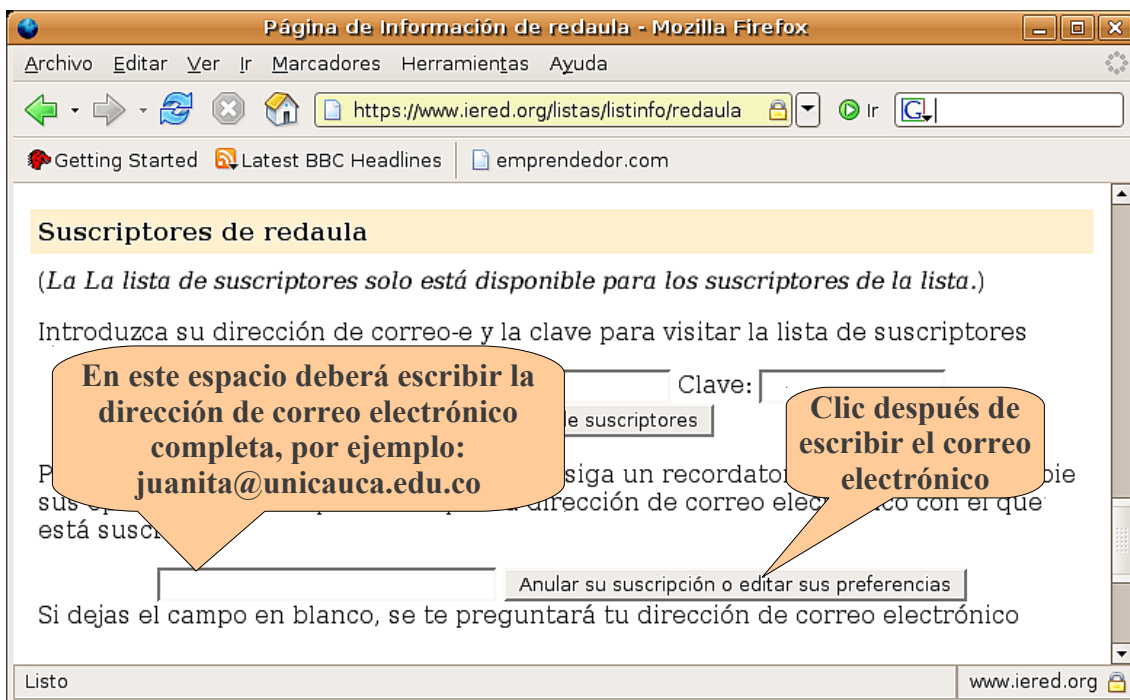 Página de Información de redaula - Mozilla Firefox
Archivo Editar Ver Ir Marcadores Herramientas Ayuda
https://www.iered.org/listas/listinfo/redaula Ir G
Getting Started Latest BBC Headlines emprendedor.com
Suscriptores de redaula
(La La lista de suscriptores solo está disponible para los suscriptores de la lista.)
Introduzca su dirección de correo-e y la clave para visitar la lista de suscriptores
En este espacio deberá escribir la
dirección de correo electrónico
completa, por ejemplo:
juanita@unicauca.edu.co
Clave:
de suscriptores
Clic después de
escribir el correo
electrónico
siga un
sus dirección de correo con el que
está
Anular su suscripción o editar sus preferencias
Si dejas el campo en blanco, se te preguntará tu dirección de correo electrónico
Listo www.iered.org